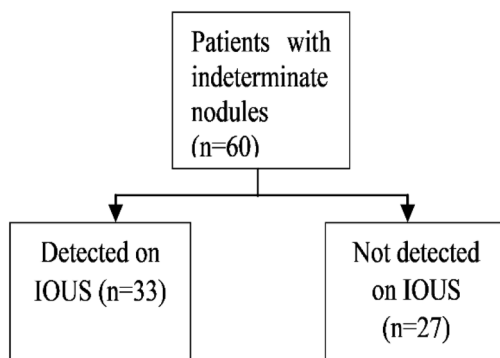 Patients with
indeterminate
nodules
(n=60)
Detected on
IOUS (n=33)
Not detected
on IOUS
(n=27)